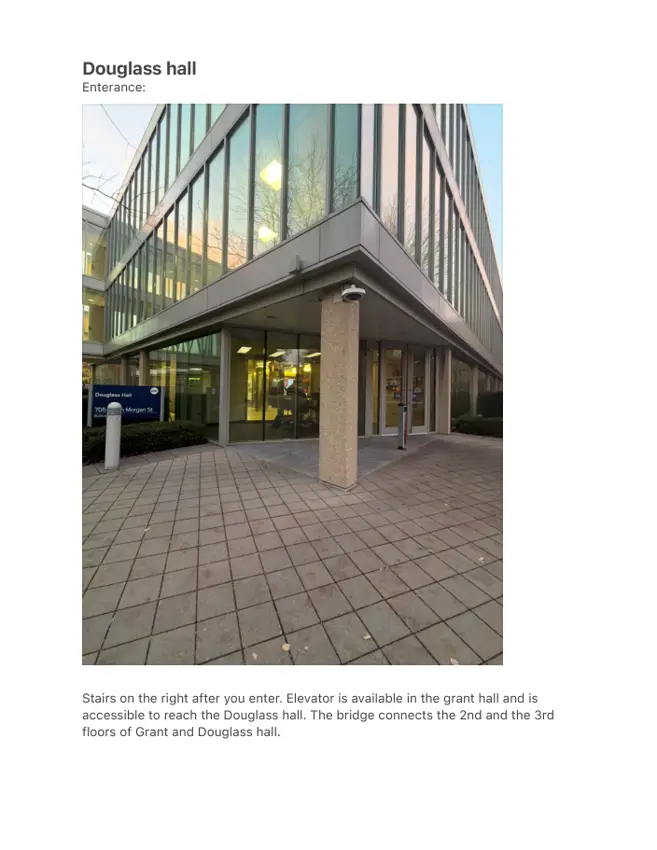 Douglass hall
Enterance:
Douglass Hall
Morgan St.
Stairs on the right after you enter. Elevator is available in the grant hall and is
accessible to reach the Douglass hall. The bridge connects the 2nd and the 3rd
floors of Grant and Douglass hall.